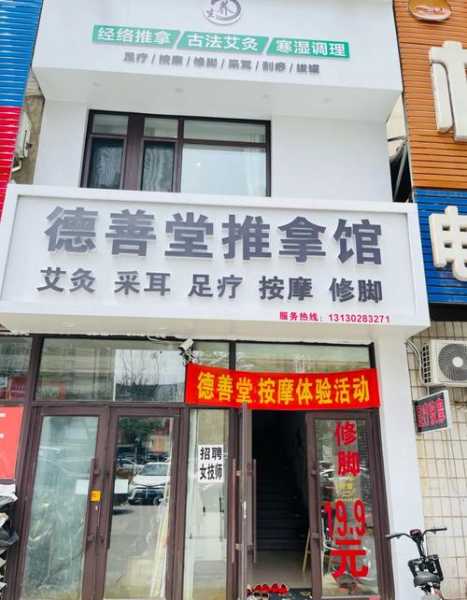 经络推拿/古法艾灸/寒湿调理
足疗/按摩/修脚/采耳/刮痧/拔罐
德善堂推拿馆
艾灸 采耳 足疗 按摩 修脚
服务热线：13130283271
德善堂·按摩体验活动
招聘
女技师
修脚
19.9
元
电